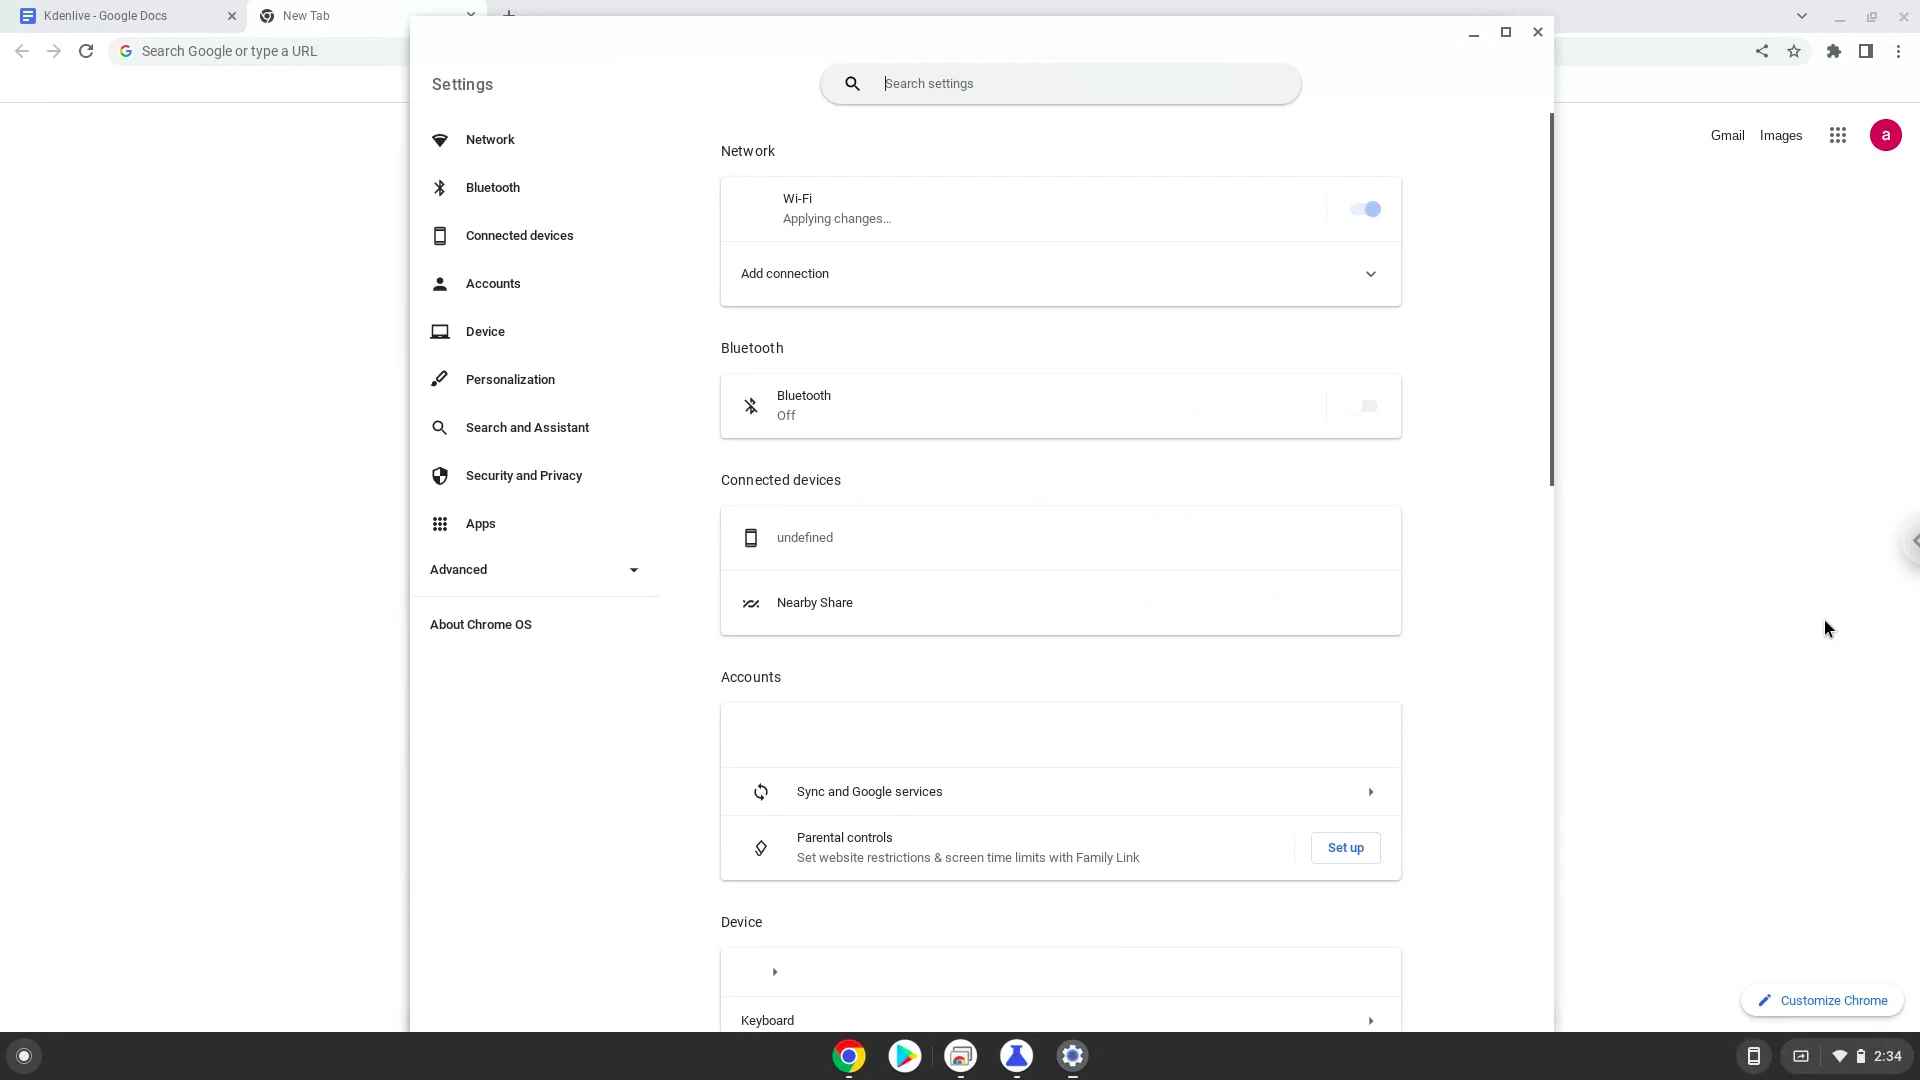 Kdenlive - Google Docs
New Tab
Search Google or type a URL
Settings
Search settings
Gmail
Images
a
Network
Bluetooth
Connected devices
Accounts
Device
Personalization
Search and Assistant
Security and Privacy
Apps
Advanced
About Chrome OS
Network
Wi-Fi
Applying changes...
Add connection
Bluetooth
Bluetooth
Off
Connected devices
undefined
Nearby Share
Accounts
Sync and Google services
Parental controls
Set website restrictions & screen time limits with Family Link
Set up
Device
Keyboard
Customize Chrome
2:34